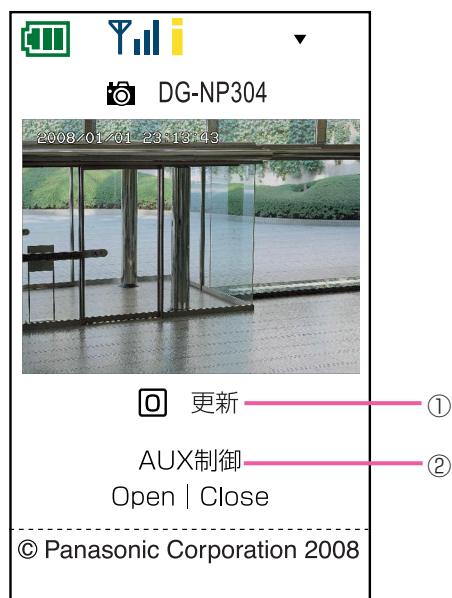 DG-NP304
2008/01/01 23:13:43
0 更新 ①
AUX制御 ②
Open | Close
© Panasonic Corporation 2008